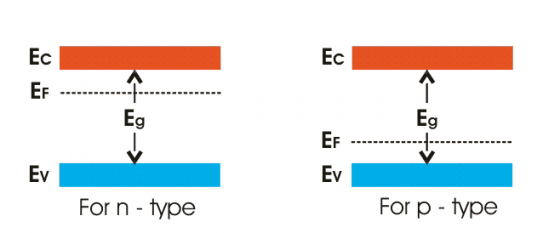 Ec
EF
Eg
Ev
For n - type
Ec
Eg
EF
Ev
For p - type